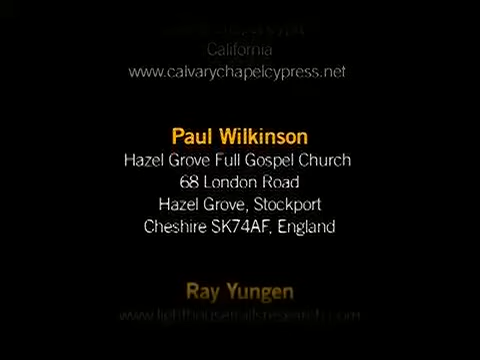 California
www.calvarychapelcypress.net
Paul Wilkinson
Hazel Grove Full Gospel Church
68 London Road
Hazel Grove, Stockport
Cheshire SK74AF, England
Ray Yungen